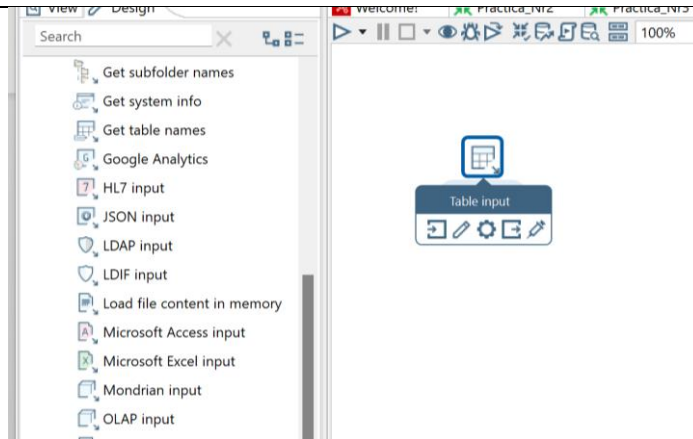 View Design
Search
Get subfolder names
Get system info
Get table names
Google Analytics
HL7 input
JSON input
LDAP input
LDIF input
Load file content in memory
Microsoft Access input
Microsoft Excel input
Mondrian input
OLAP input
Welcome! Practica_Nr2 Practica_Nr3
100%
Table input